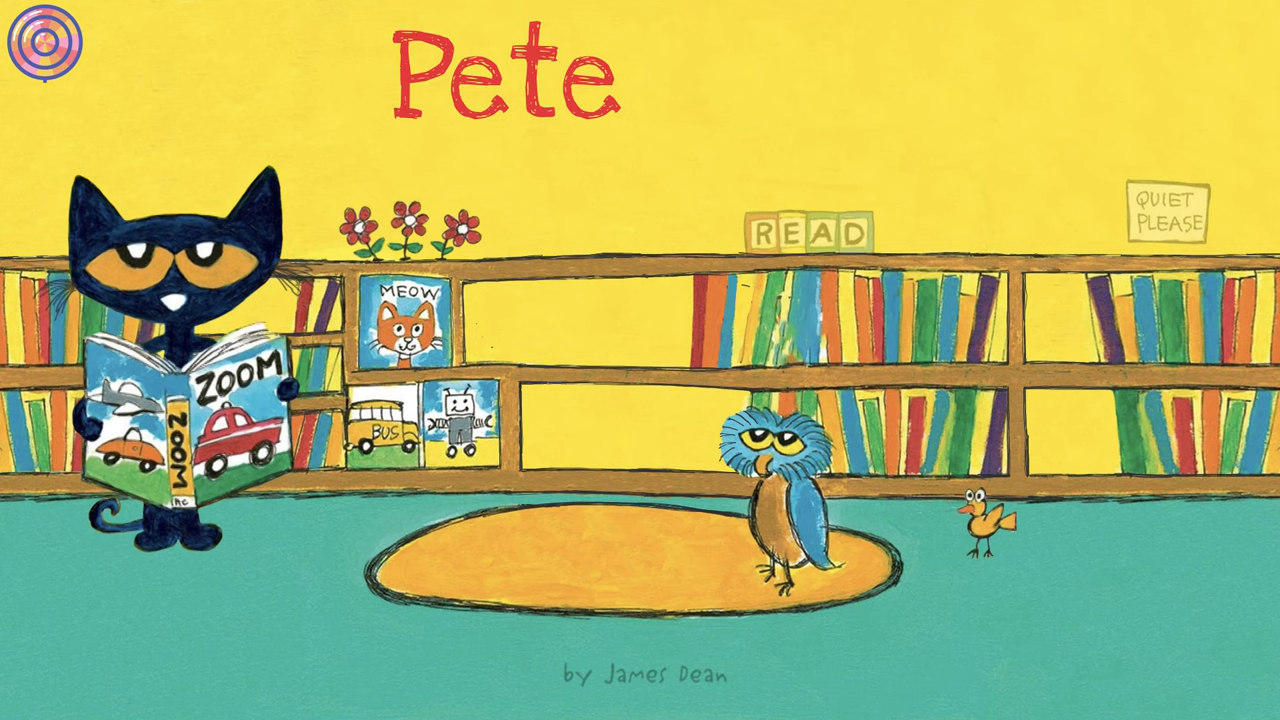 Pete
READ
QUIET
PLEASE
MEOW
ZOOM
ZOOM
BUS
by James Dean